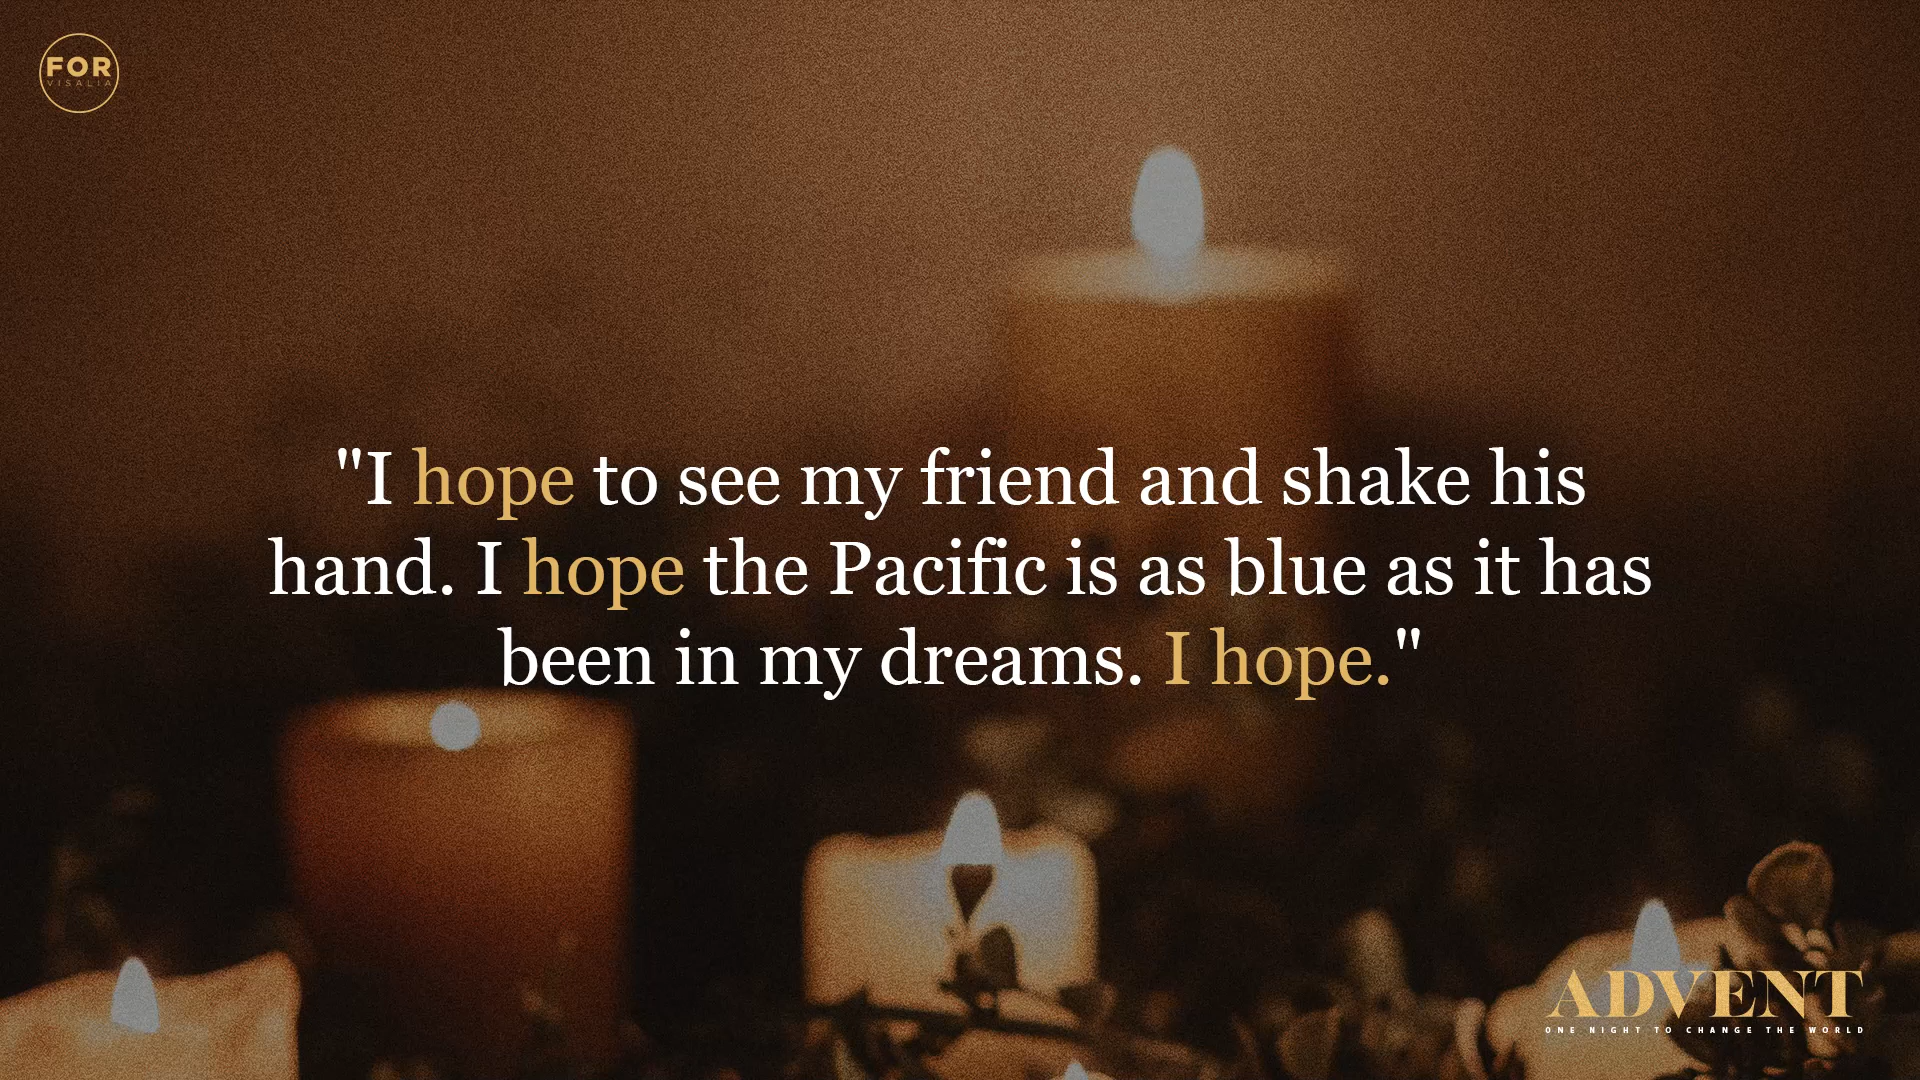 FOR
VISALIA
"I hope to see my friend and shake his
hand. I hope the Pacific is as blue as it has
been in my dreams. I hope."
ADVENT
ONE NIGHT TO CHANGE THE WORLD